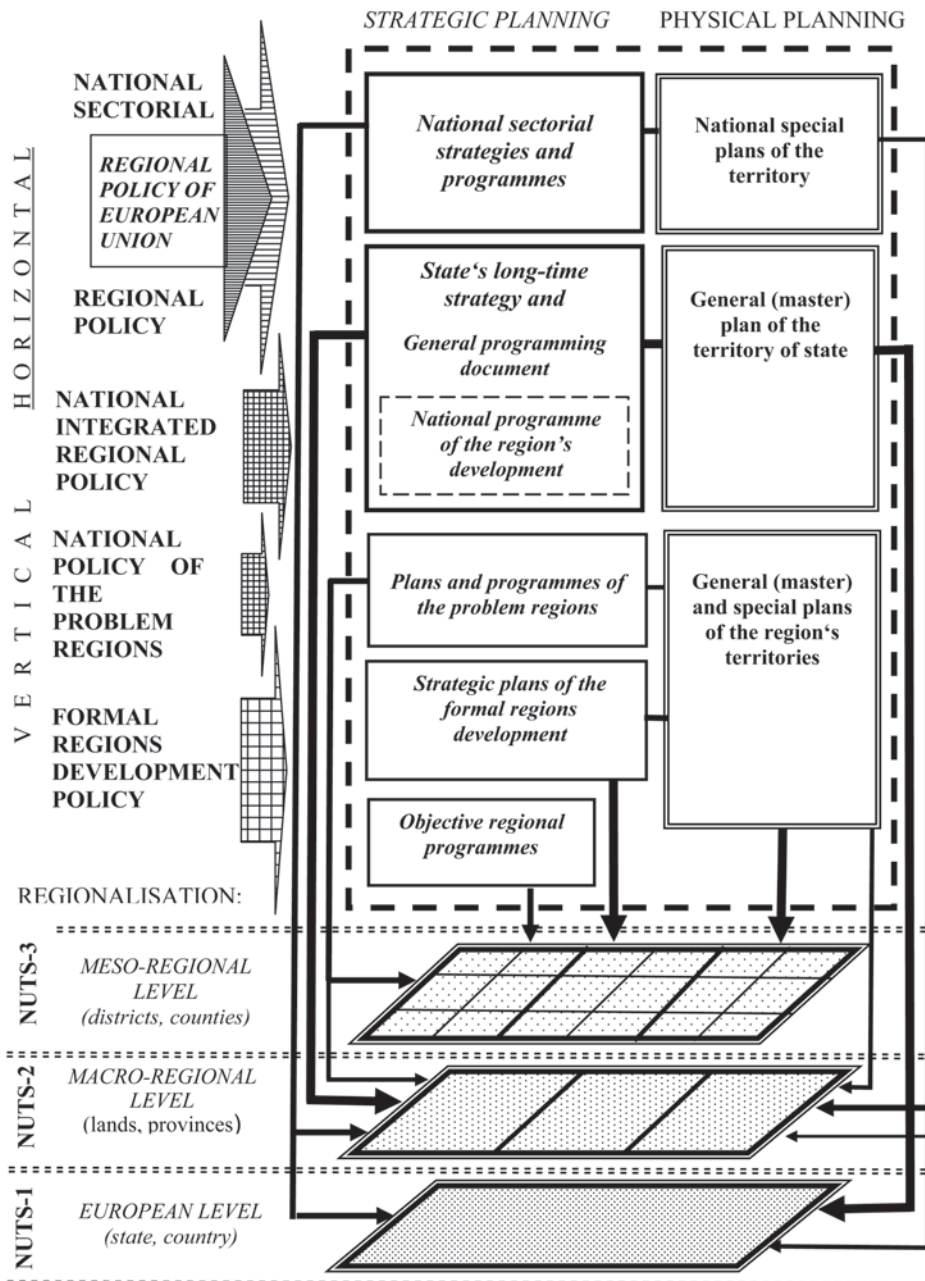 STRATEGIC PLANNING
PHYSICAL PLANNING
HORIZONTAL
VERTICAL
NATIONAL
SECTORIAL
REGIONAL
POLICY OF
EUROPEAN
UNION
REGIONAL
POLICY
NATIONAL
INTEGRATED
REGIONAL
POLICY
NATIONAL
POLICY OF
THE
PROBLEM
REGIONS
FORMAL
REGIONS
DEVELOPMENT
POLICY
National sectorial
strategies and
programmes
National special
plans of the
territory
State‘s long-time
strategy and
General programming
document
National programme
of the region’s
development
General (master)
plan of the
territory of state
Plans and programmes of
the problem regions
Strategic plans of the
formal regions
development
Objective regional
programmes
General (master)
and special plans
of the region‘s
territories
REGIONALISATION:
NUTS-3
MESO-REGIONAL
LEVEL
(districts, counties)
NUTS-2
MACRO-REGIONAL
LEVEL
(lands, provinces)
NUTS-1
EUROPEAN LEVEL
(state, country)